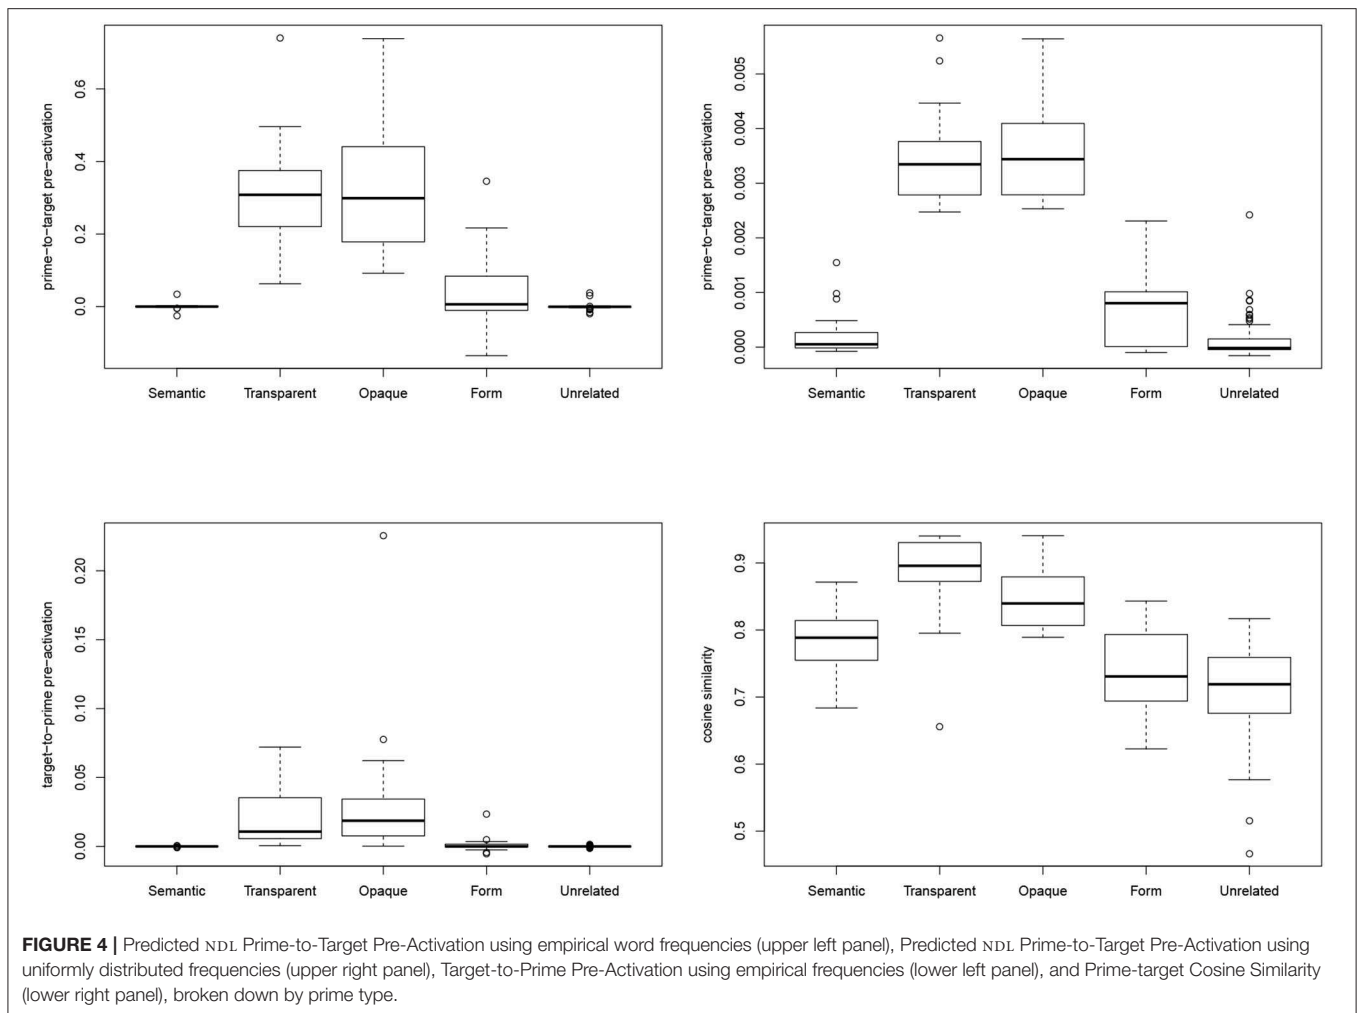 prime−to−target pre−activation
0.6
0.4
0.2
0.0
Semantic Transparent Opaque Form Unrelated
prime−to−target pre−activation
0.005
0.004
0.003
0.002
0.001
0.000
Semantic Transparent Opaque Form Unrelated
target−to−prime pre−activation
0.20
0.15
0.10
0.05
0.00
Semantic Transparent Opaque Form Unrelated
cosine similarity
0.9
0.8
0.7
0.6
0.5
Semantic Transparent Opaque Form Unrelated
FIGURE 4 | Predicted NDL Prime-to-Target Pre-Activation using empirical word frequencies (upper left panel), Predicted NDL Prime-to-Target Pre-Activation using
uniformly distributed frequencies (upper right panel), Target-to-Prime Pre-Activation using empirical frequencies (lower left panel), and Prime-target Cosine Similarity
(lower right panel), broken down by prime type.